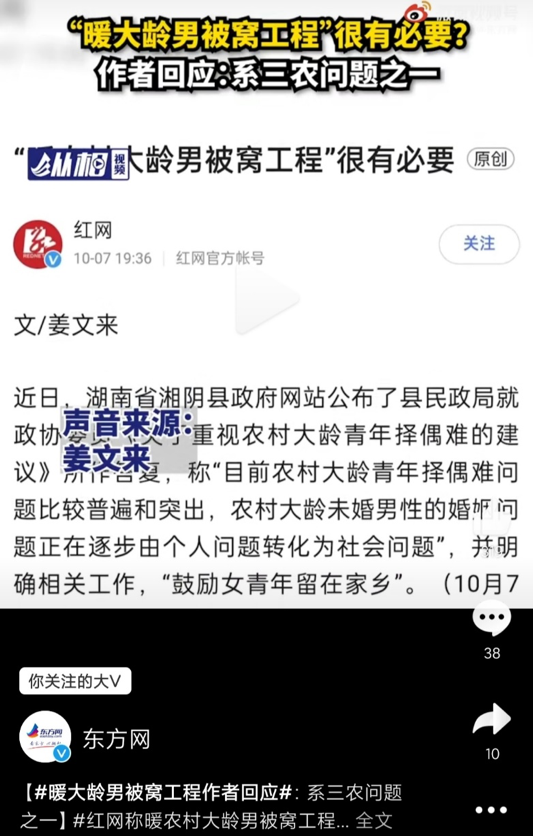 “暖大龄男被窝工程”很有必要?
作者回应:系三农问题之一
大龄男被窝工程”很有必要 原创
纵相 视频
红网
10-07 19:36 红网官方帐号
关注
文/姜文来
近日,湖南省湘阴县政府网站公布了县民政局就
政协 重视农村大龄青年择偶难的建
声音来源:
姜文来
议》所作答复,称“目前农村大龄青年择偶难问
题比较普遍和突出,农村大龄未婚男性的婚姻问
题正在逐步由个人问题转化为社会问题”,并明
确相关工作,“鼓励女青年留在家乡”。(10月7
38
你关注的大V
东方网
东方网
10
【#暖大龄男被窝工程作者回应#:系三农问题
之一】#红网称暖农村大龄男被窝工程... 全文